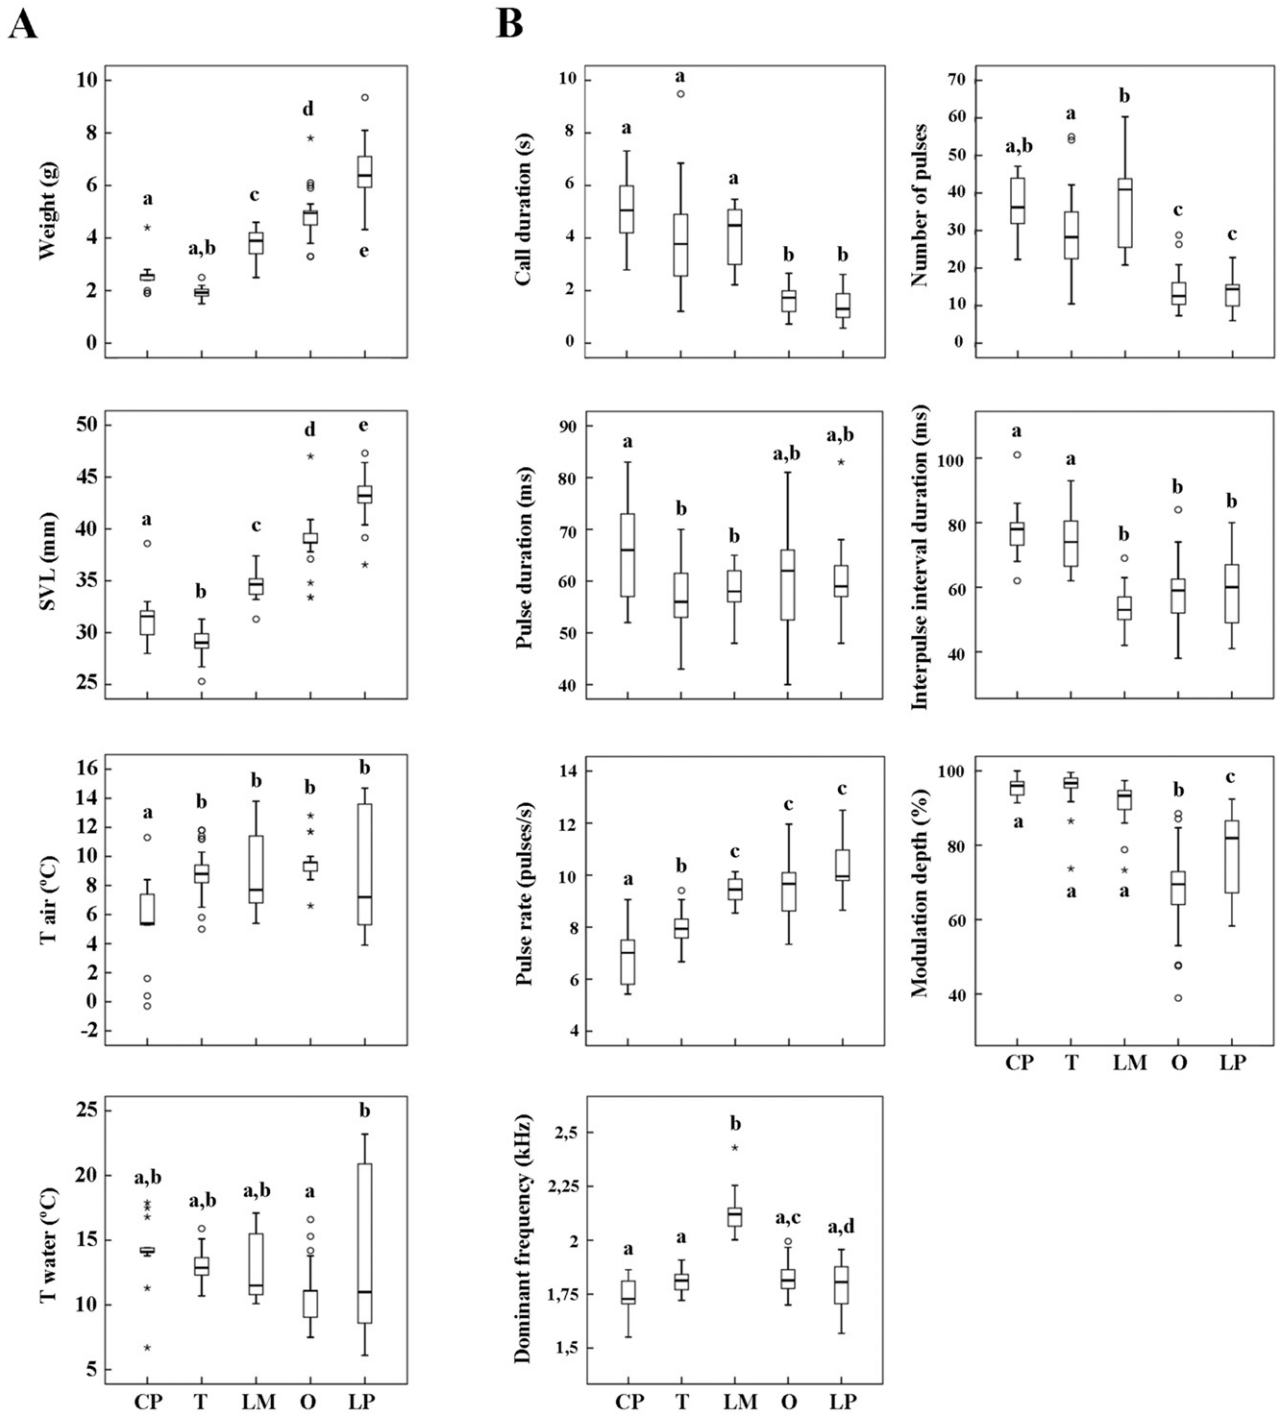 A
B
Weight (g)
10
8
6
4
2
0
a
a,b
c
d
e
Call duration (s)
10
8
6
4
2
0
a
a
a
b
b
Number of pulses
70
60
50
40
30
20
10
0
a,b
a
b
c
c
SVL (mm)
50
45
40
35
30
25
a
b
c
d
e
Pulse duration (ms)
90
80
70
60
50
40
a
b
b
a,b
a,b
Interpulse interval duration (ms)
100
80
60
40
a
a
b
b
b
T air (ºC)
16
14
12
10
8
6
4
2
0
-2
a
b
b
b
b
Pulse rate (pulses/s)
14
12
10
8
6
4
a
b
c
c
c
Modulation depth (%)
100
80
60
40
a
a
a
b
c
CP T LM O LP
T water (ºC)
25
20
15
10
5
a,b
a,b
a,b
a
b
CP T LM O LP
Dominant frequency (kHz)
2,5
2,25
2
1,75
1,5
a
a
b
a,c
a,d
CP T LM O LP